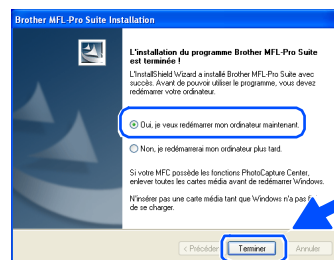 Brother MFL-Pro Suite Installation
L'installation du programme Brother MFL-Pro Suite
est terminée !
L'InstallShield Wizard a installé Brother MFL-Pro Suite avec
succès. Avant de pouvoir utiliser le programme, vous devez
redémarrer votre ordinateur.
Oui, je veux redémarrer mon ordinateur maintenant.
Non, je redémarrerai mon ordinateur plus tard.
Si votre MFC possède les fonctions PhotoCapture Center,
enlever toutes les cartes média avant de redémarrer Windows.
N'insérer pas une carte média tant que Windows n'a pas
de se charger.
< Précédent
Terminer
Annuler